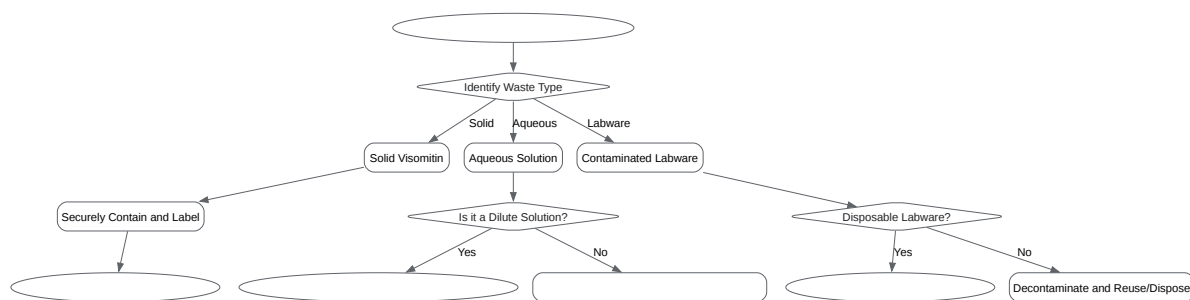 Identify Waste Type
Solid
Aqueous
Labware
Solid Visomitin
Aqueous Solution
Contaminated Labware
Securely Contain and Label
Is it a Dilute Solution?
Disposable Labware?
Yes
No
Yes
No
Decontaminate and Reuse/Dispose